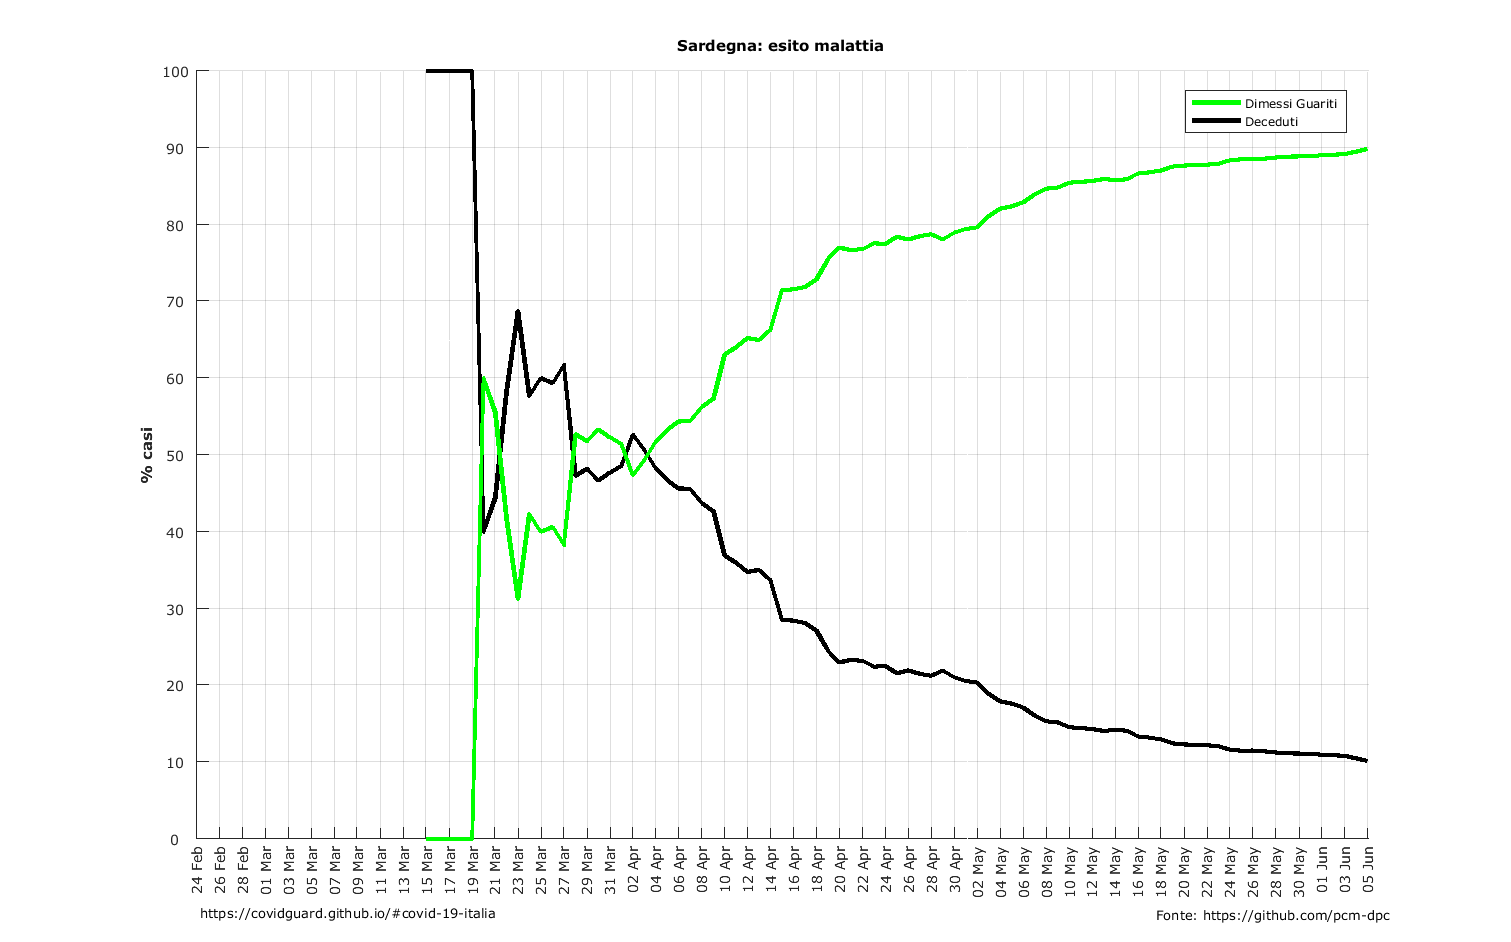 Sardegna: esito malattia
Dimessi Guariti
Deceduti
% casi
100
90
80
70
60
50
40
30
20
10
0
24 Feb
26 Feb
28 Feb
01 Mar
03 Mar
05 Mar
07 Mar
09 Mar
11 Mar
13 Mar
15 Mar
17 Mar
19 Mar
21 Mar
23 Mar
25 Mar
27 Mar
29 Mar
31 Mar
02 Apr
04 Apr
06 Apr
08 Apr
10 Apr
12 Apr
14 Apr
16 Apr
18 Apr
20 Apr
22 Apr
24 Apr
26 Apr
28 Apr
30 Apr
02 May
04 May
06 May
08 May
10 May
12 May
14 May
16 May
18 May
20 May
22 May
24 May
26 May
28 May
30 May
01 Jun
03 Jun
05 Jun
https://covidguard.github.io/#covid-19-italia
Fonte: https://github.com/pcm-dpc